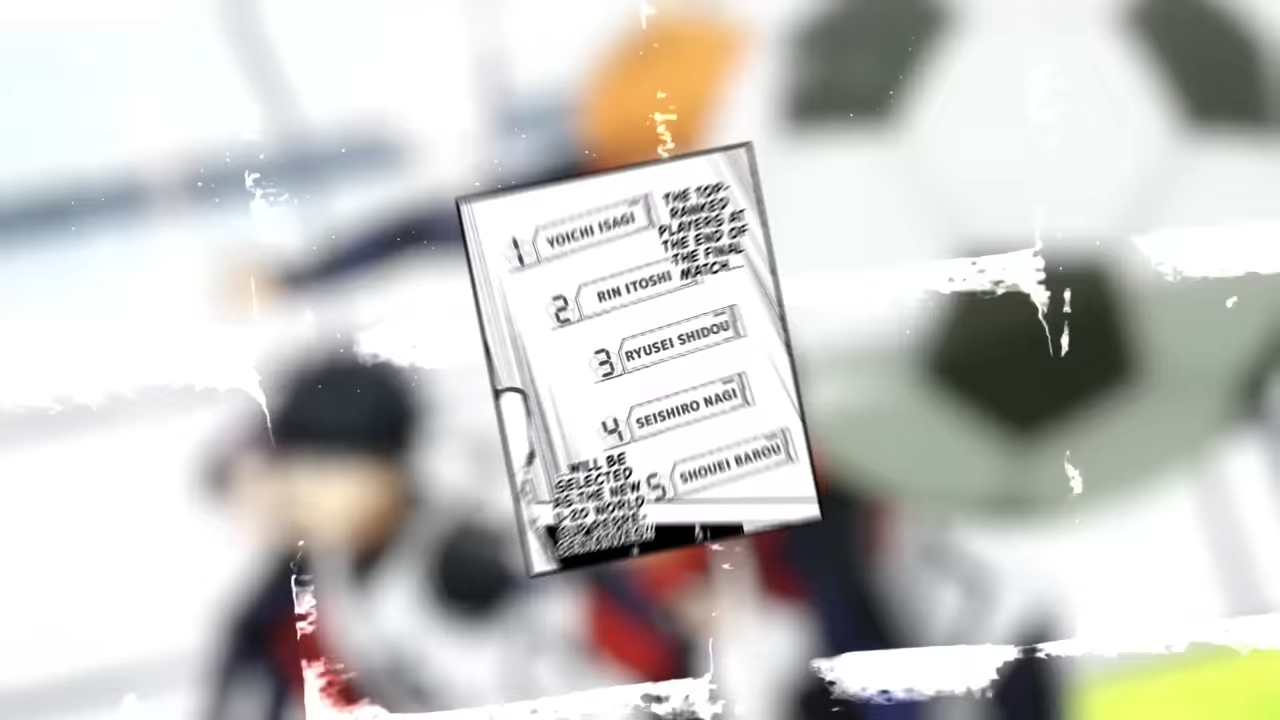 THE TOP-
RANKED
PLAYERS AT
THE END OF
THE FINAL
MATCH...
1 YOICHI ISAGI
2 RIN ITOSHI
3 RYUSEI SHIDOU
4 SEISHIRO NAGI
5 SHOUEI BAROU
...WILL BE
SELECTED
AS THE NEW
U-20 WORLD